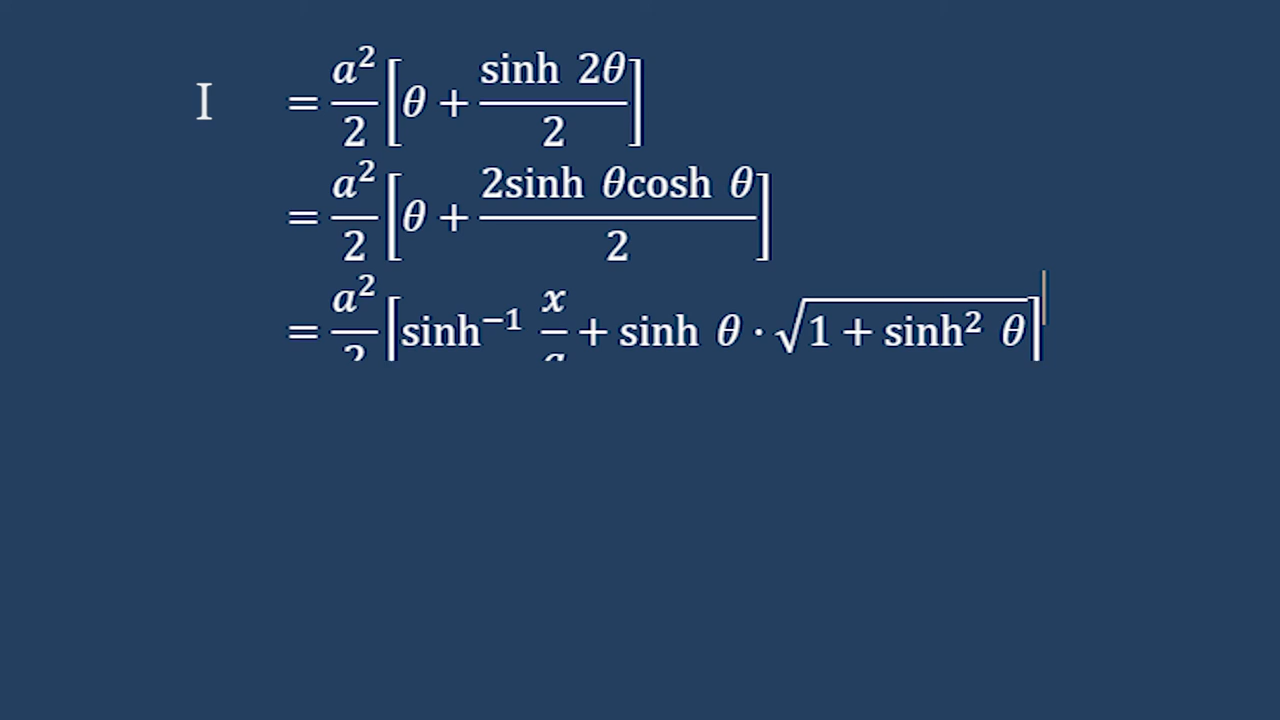 I = a²/2 [θ + sinh 2θ/2]
= a²/2 [θ + 2sinh θcosh θ/2]
= a²/2 [sinh⁻¹ x/a + sinh θ · √(1 + sinh² θ)]